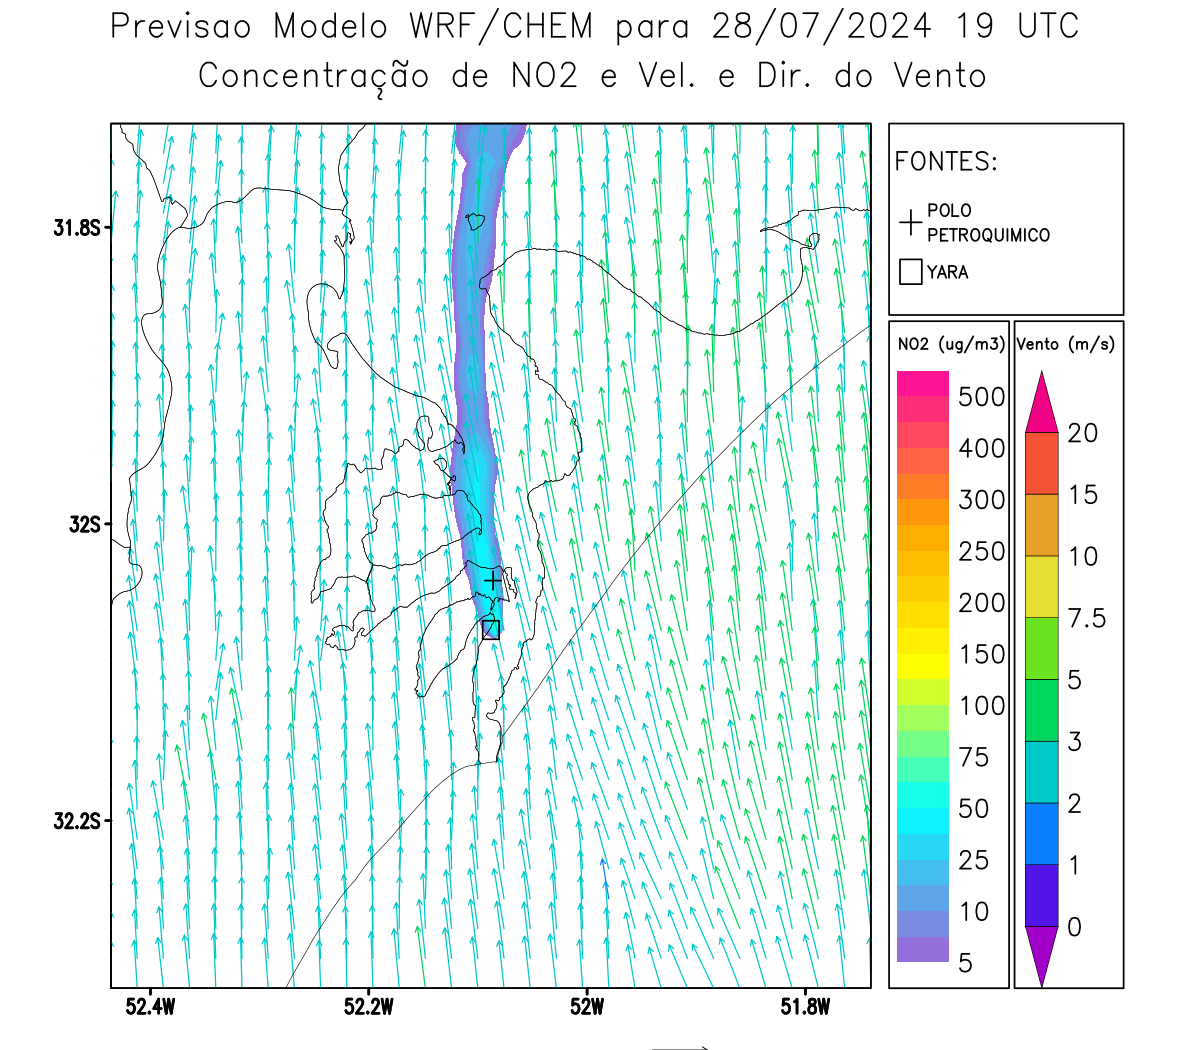 Previsao Modelo WRF/CHEM para 28/07/2024 19 UTC
Concentração de NO2 e Vel. e Dir. do Vento
FONTES:
POLO
PETROQUIMICO
YARA
NO2 (ug/m3)
500
400
300
250
200
150
100
75
50
25
10
5
Vento (m/s)
20
15
10
7.5
5
3
2
1
0
31.8S
32S
32.2S
52.4W
52.2W
52W
51.8W